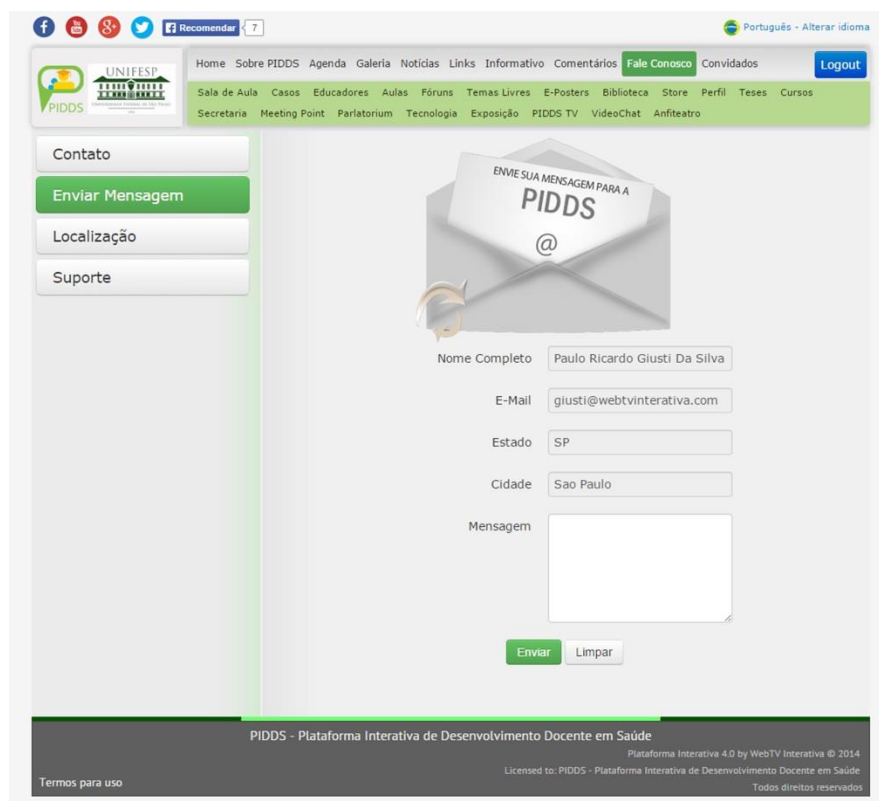 Recomendar 7
Português - Alterar idioma
PIDDS
UNIFESP
Home Sobre PIDDS Agenda Galeria Notícias Links Informativo Comentários Fale Conosco Convidados Logout
Sala de Aula Casos Educadores Aulas Fóruns Temas Livres E-Posters Biblioteca Store Perfil Teses Cursos
Secretaria Meeting Point Parlatorium Tecnologia Exposição PIDDS TV VideoChat Anfiteatro
Contato
Enviar Mensagem
Localização
Suporte
ENVIE SUA MENSAGEM PARA A
PIDDS
@
Nome Completo Paulo Ricardo Giusti Da Silva
E-Mail giusti@webtvinterativa.com
Estado SP
Cidade Sao Paulo
Mensagem
Enviar Limpar
PIDDS - Plataforma Interativa de Desenvolvimento Docente em Saúde
Plataforma Interativa 4.0 by WebTV Interativa © 2014
Licensed to: PIDDS - Plataforma Interativa de Desenvolvimento Docente em Saúde
Termos para uso
Todos direitos reservados